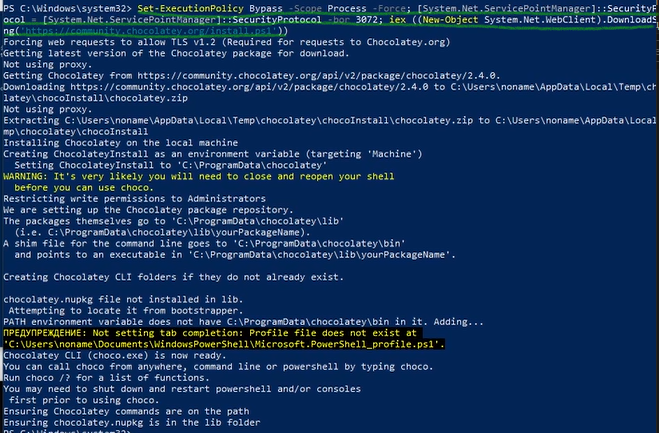 PS C:\Windows\system32> Set-ExecutionPolicy Bypass -Scope Process -Force; [System.Net.ServicePointManager]::SecurityP
rotocol = [System.Net.ServicePointManager]::SecurityProtocol -bor 3072; iex ((New-Object System.Net.WebClient).DownloadS
ng('https://community.chocolatey.org/install.ps1'))
Forcing web requests to allow TLS v1.2 (Required for requests to Chocolatey.org)
Getting latest version of the Chocolatey package for download.
Not using proxy.
Getting Chocolatey from https://community.chocolatey.org/api/v2/package/chocolatey/2.4.0.
Downloading https://community.chocolatey.org/api/v2/package/chocolatey/2.4.0 to C:\Users\noname\AppData\Local\Temp\ch
latey\chocoInstall\chocolatey.zip
Not using proxy.
Extracting C:\Users\noname\AppData\Local\Temp\chocolatey\chocoInstall\chocolatey.zip to C:\Users\noname\AppData\Loca
mp\chocolatey\chocoInstall
Installing Chocolatey on the local machine
Creating ChocolateyInstall as an environment variable (targeting 'Machine')
Setting ChocolateyInstall to 'C:\ProgramData\chocolatey'
WARNING: It's very likely you will need to close and reopen your shell
before you can use choco.
Restricting write permissions to Administrators
We are setting up the Chocolatey package repository.
The packages themselves go to 'C:\ProgramData\chocolatey\lib'
(i.e. C:\ProgramData\chocolatey\lib\yourPackageName).
A shim file for the command line goes to 'C:\ProgramData\chocolatey\bin'
and points to an executable in 'C:\ProgramData\chocolatey\lib\yourPackageName'.
Creating Chocolatey CLI folders if they do not already exist.
chocolatey.nupkg file not installed in lib.
Attempting to locate it from bootstrapper.
PATH environment variable does not have C:\ProgramData\chocolatey\bin in it. Adding...
ПРЕДУПРЕЖДЕНИЕ: Not setting tab completion: Profile file does not exist at
'C:\Users\noname\Documents\WindowsPowerShell\Microsoft.PowerShell_profile.ps1'.
Chocolatey CLI (choco.exe) is now ready.
You can call choco from anywhere, command line or powershell by typing choco.
Run choco /? for a list of functions.
You may need to shut down and restart powershell and/or consoles
first prior to using choco.
Ensuring Chocolatey commands are on the path
Ensuring chocolatey.nupkg is in the lib folder
PS C:\Windows\system32>